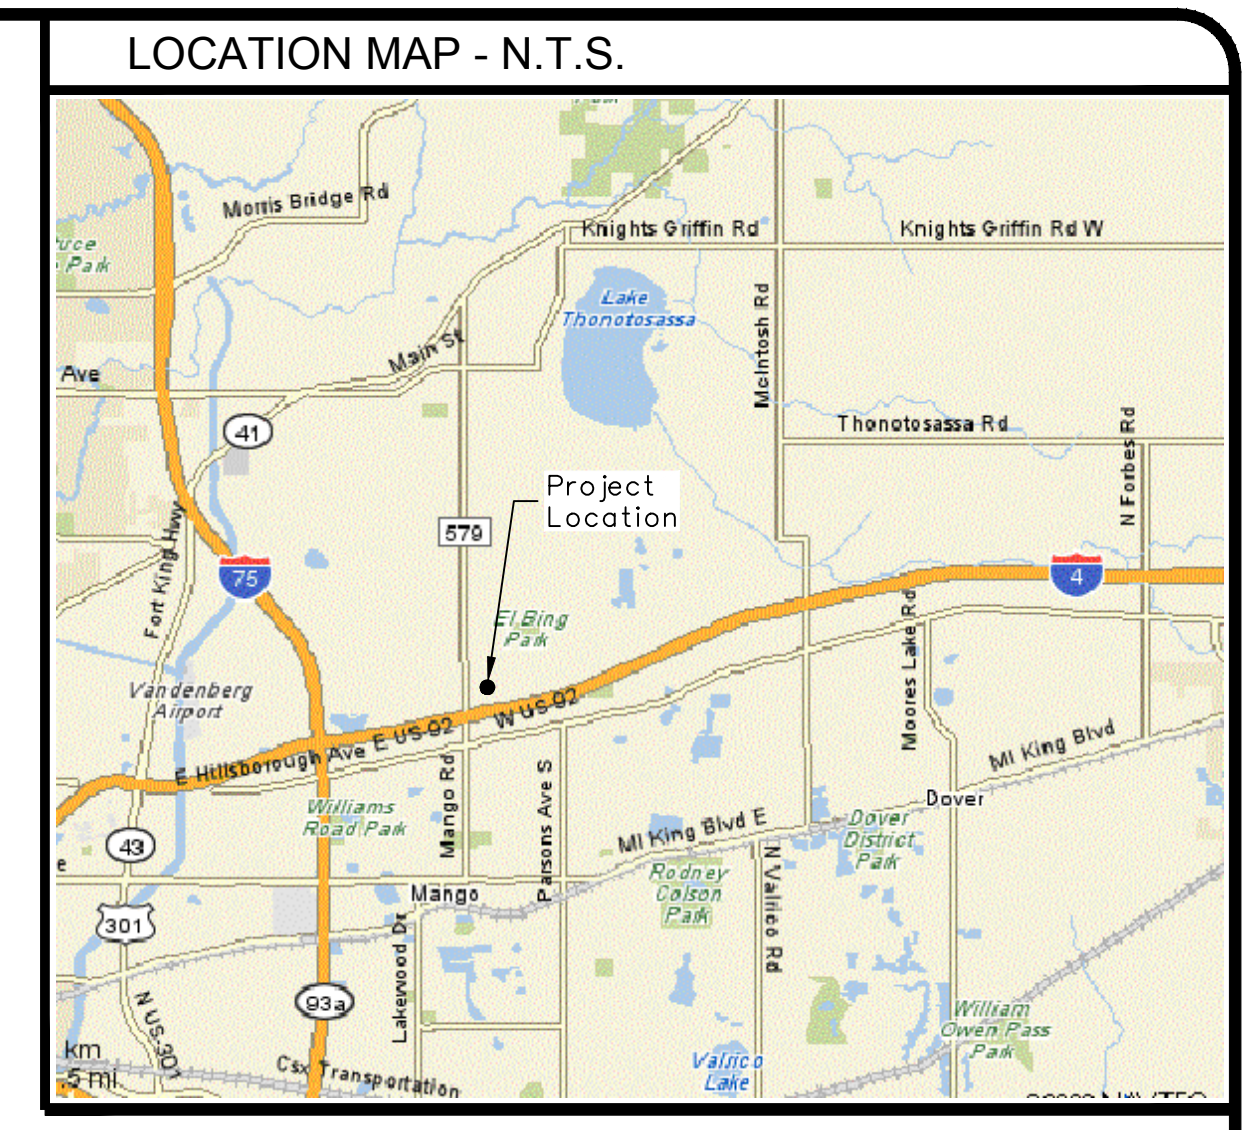 LOCATION MAP - N.T.S.
Morris Bridge Rd
Park
Knights Griffin Rd
Knights Griffin Rd W
Lake
Thonotosassa
McIntosh Rd
Main St
Ave
41
Thonotosassa Rd
N Forbes Rd
Project
Location
579
Fort King Hwy
75
4
El Bing
Park
Moores Lake Rd
Vandenberg
Airport
W US-92
E Hillsborough Ave E US-92
Ml King Blvd
Mango Rd
Parsons Ave S
Williams
Road Park
Dover
Ml King Blvd E
Dover
District
Park
43
e
Rodney
Colson
Park
N Valrico Rd
Mango
301
Lakewood Dr
93a
N US-301
William
Owen Pass
Park
km
.5 mi
Csx Transportation
Valrico
Lake